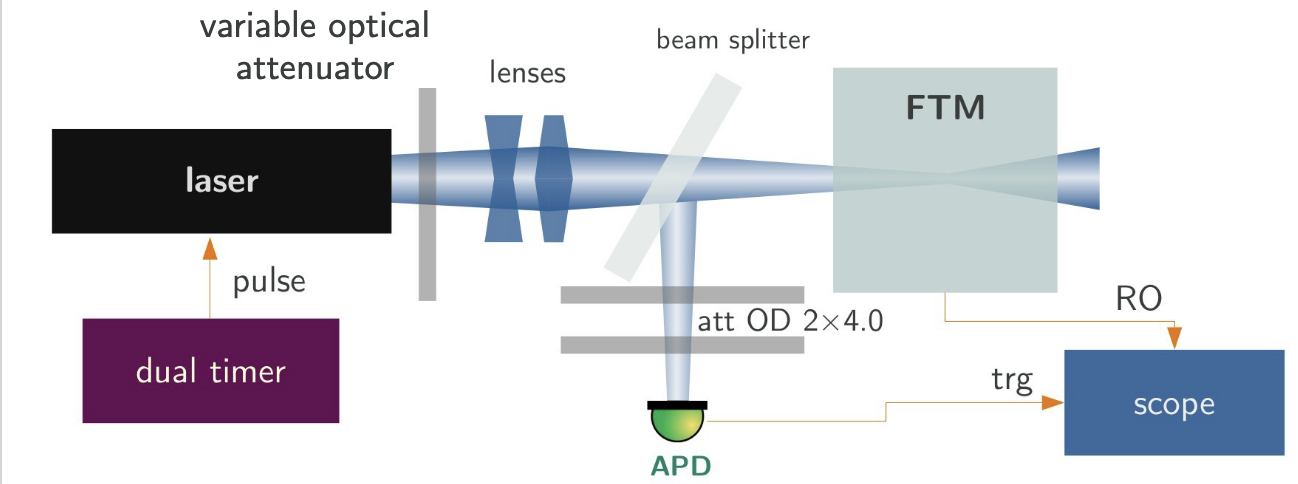 variable optical
attenuator
lenses
beam splitter
FTM
laser
pulse
dual timer
att OD 2×4.0
RO
trg
scope
APD